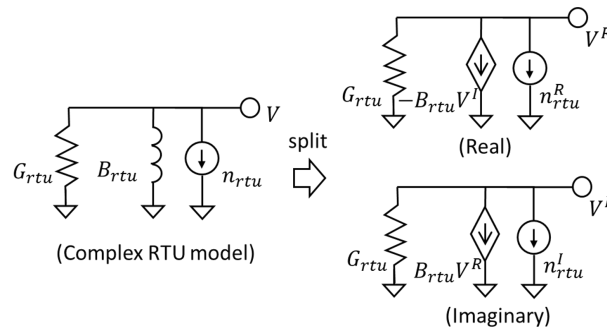 V
G_rtu
B_rtu
n_rtu
(Complex RTU model)
split
G_rtu
−B_rtu V^I
n^R_rtu
(Real)
G_rtu
B_rtu V^R
n^I_rtu
(Imaginary)